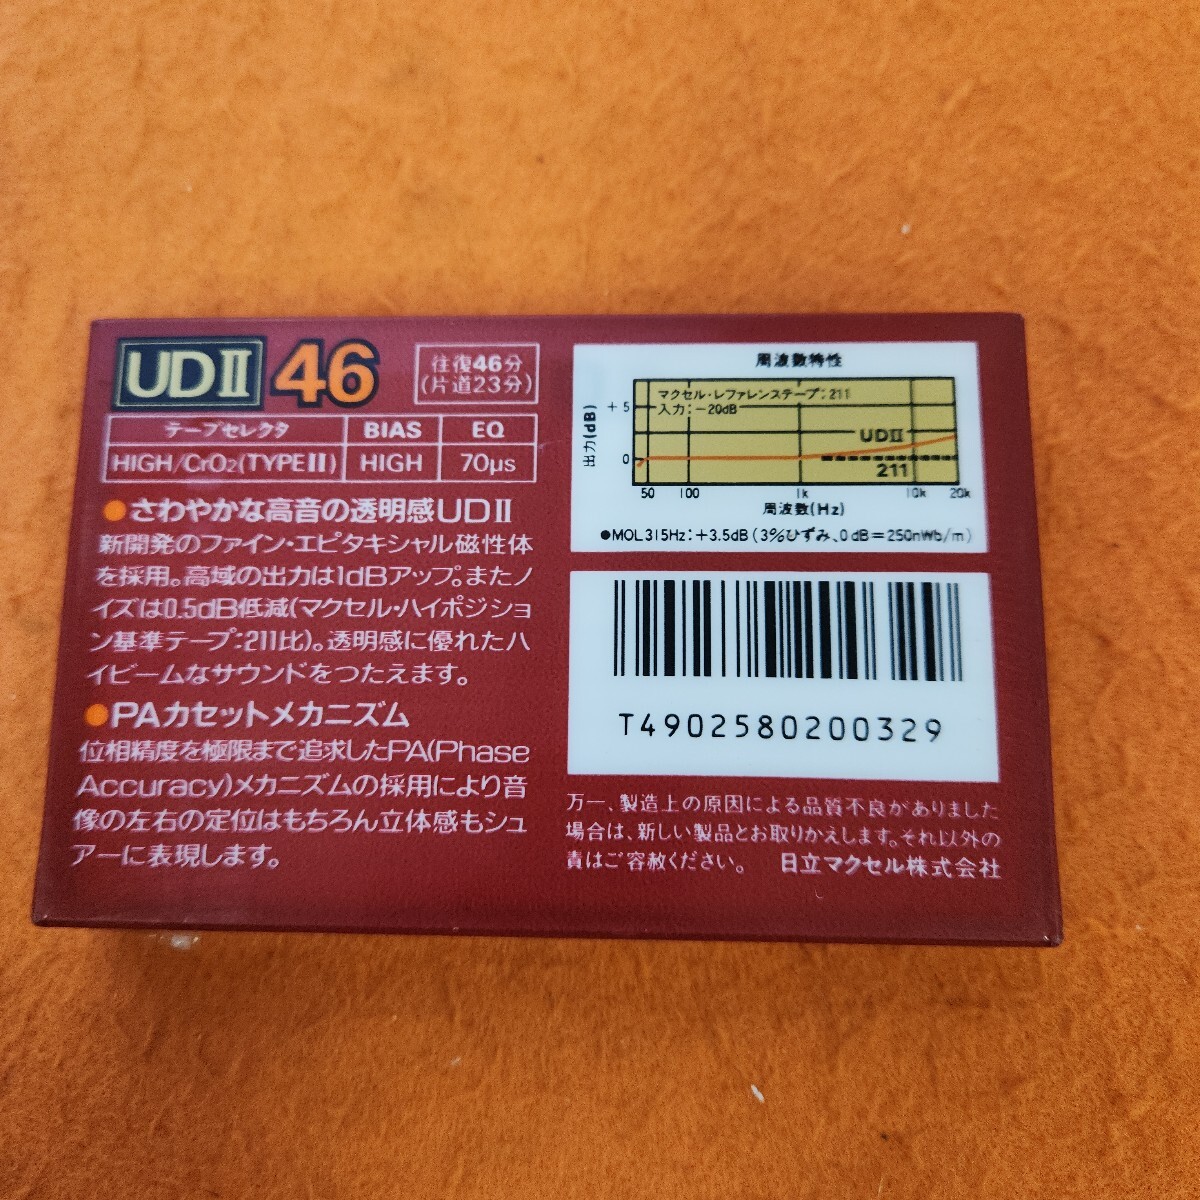 UDⅡ 46
往復46分
(片道23分)
テープセレクタ BIAS EQ
HIGH/CrO₂(TYPEⅡ) HIGH 70μs
●さわやかな高音の透明感UDⅡ
新開発のファイン・エピタキシャル磁性体
を採用。高域の出力は1dBアップ。またノ
イズは0.5dB低減(マクセル・ハイポジショ
ン基準テープ:211比)。透明感に優れたハ
イビームなサウンドをつたえます。
●PAカセットメカニズム
位相精度を極限まで追求したPA(Phase
Accuracy)メカニズムの採用により音
像の左右の定位はもちろん立体感もシュ
アーに表現します。
周波数特性
マクセル・レファレンステープ:211
入力:-20dB
出力(dB)
+5
0
UDⅡ
211
50 100 1k 10k 20k
周波数(Hz)
●MOL315Hz:+3.5dB(3%ひずみ、0dB=250nWb/m)
T4902580200329
万一、製造上の原因による品質不良がありました
場合は、新しい製品とお取りかえします。それ以外の
責はご容赦ください。 日立マクセル株式会社